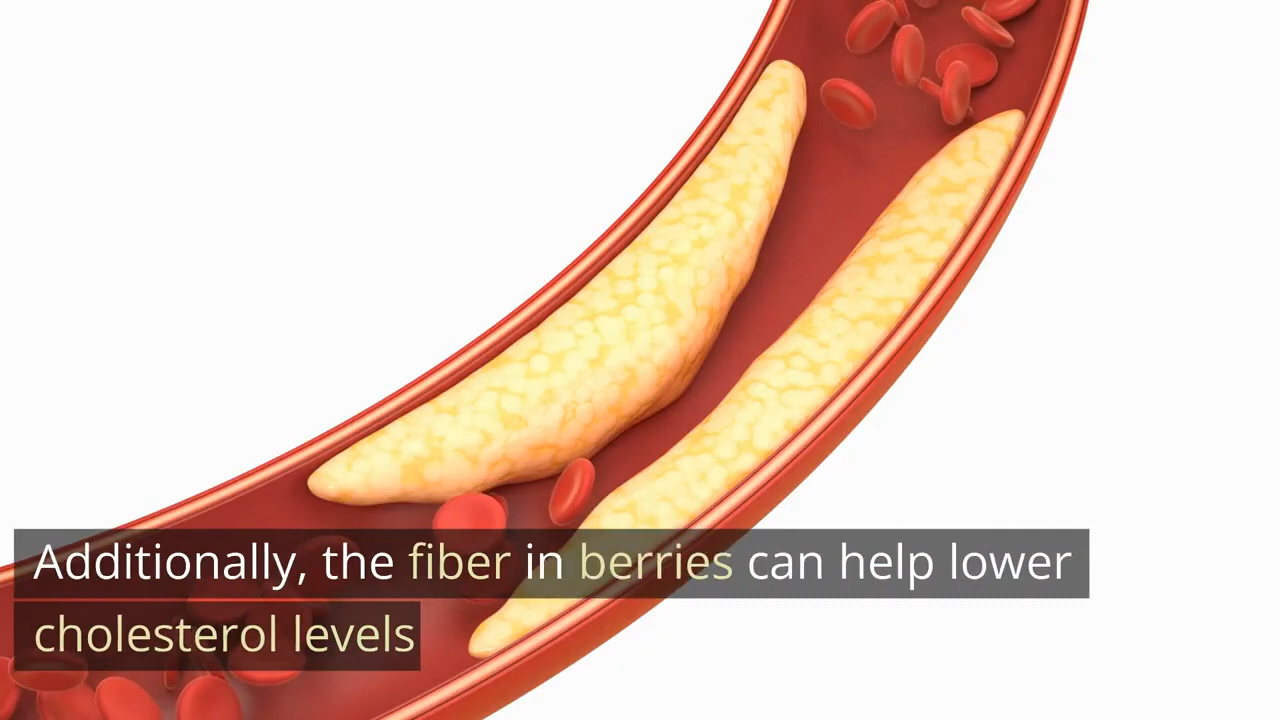 Additionally, the fiber in berries can help lower
cholesterol levels